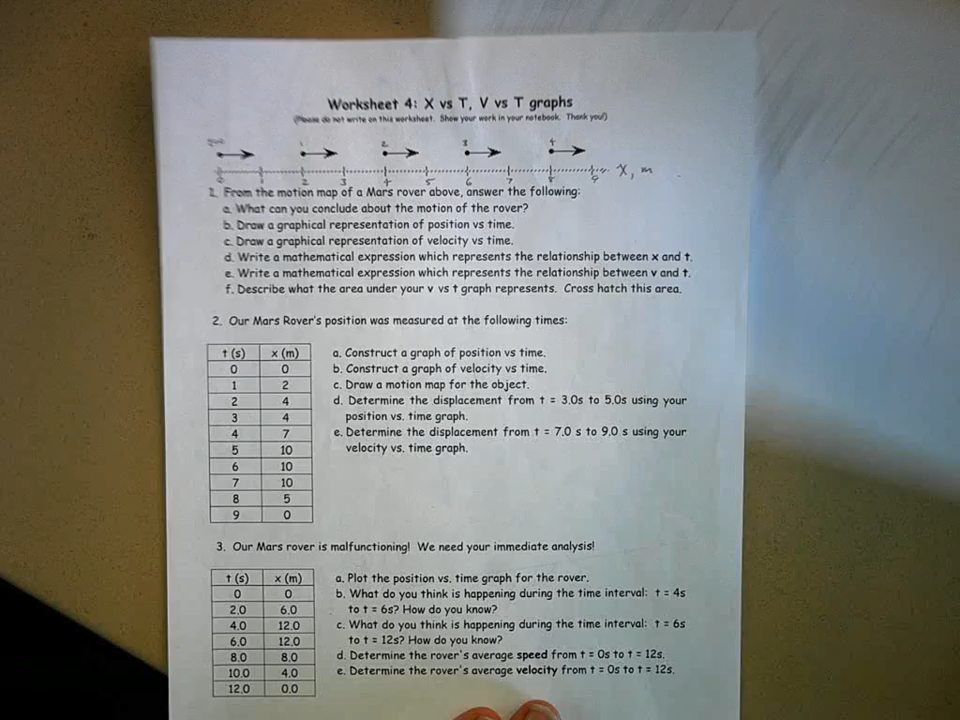 Worksheet 4: X vs T, V vs T graphs
(Please do not write on this worksheet. Show your work in your notebook. Thank you!)
1 2 3 4
2 3 4 5 6 7 8 9 X, m
1. From the motion map of a Mars rover above, answer the following:
a. What can you conclude about the motion of the rover?
b. Draw a graphical representation of position vs time.
c. Draw a graphical representation of velocity vs time.
d. Write a mathematical expression which represents the relationship between x and t.
e. Write a mathematical expression which represents the relationship between v and t.
f. Describe what the area under your v vs t graph represents. Cross hatch this area.
2. Our Mars Rover's position was measured at the following times:
t (s) x (m)
0 0
1 2
2 4
3 4
4 7
5 10
6 10
7 10
8 5
9 0
a. Construct a graph of position vs time.
b. Construct a graph of velocity vs time.
c. Draw a motion map for the object.
d. Determine the displacement from t = 3.0s to 5.0s using your
position vs. time graph.
e. Determine the displacement from t = 7.0 s to 9.0 s using your
velocity vs. time graph.
3. Our Mars rover is malfunctioning! We need your immediate analysis!
t (s) x (m)
0 0
2.0 6.0
4.0 12.0
6.0 12.0
8.0 8.0
10.0 4.0
12.0 0.0
a. Plot the position vs. time graph for the rover.
b. What do you think is happening during the time interval: t = 4s
to t = 6s? How do you know?
c. What do you think is happening during the time interval: t = 6s
to t = 12s? How do you know?
d. Determine the rover's average speed from t = 0s to t = 12s.
e. Determine the rover's average velocity from t = 0s to t = 12s.